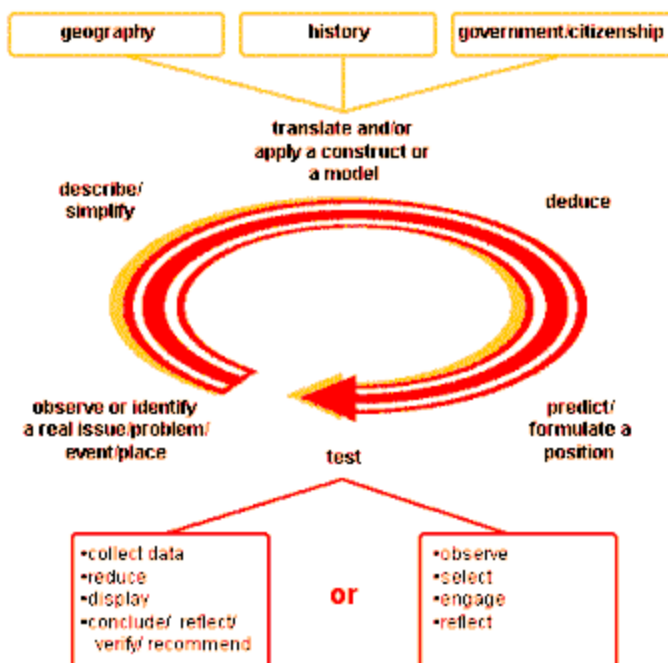 geography
history
government/citizenship
translate and/or
apply a construct or
a model
describe/
simplify
deduce
observe or identify
a real issue/problem/
event/place
predict/
formulate a
position
test
•collect data
•reduce
•display
•conclude/ reflect/
verify/ recommend
or
•observe
•select
•engage
•reflect